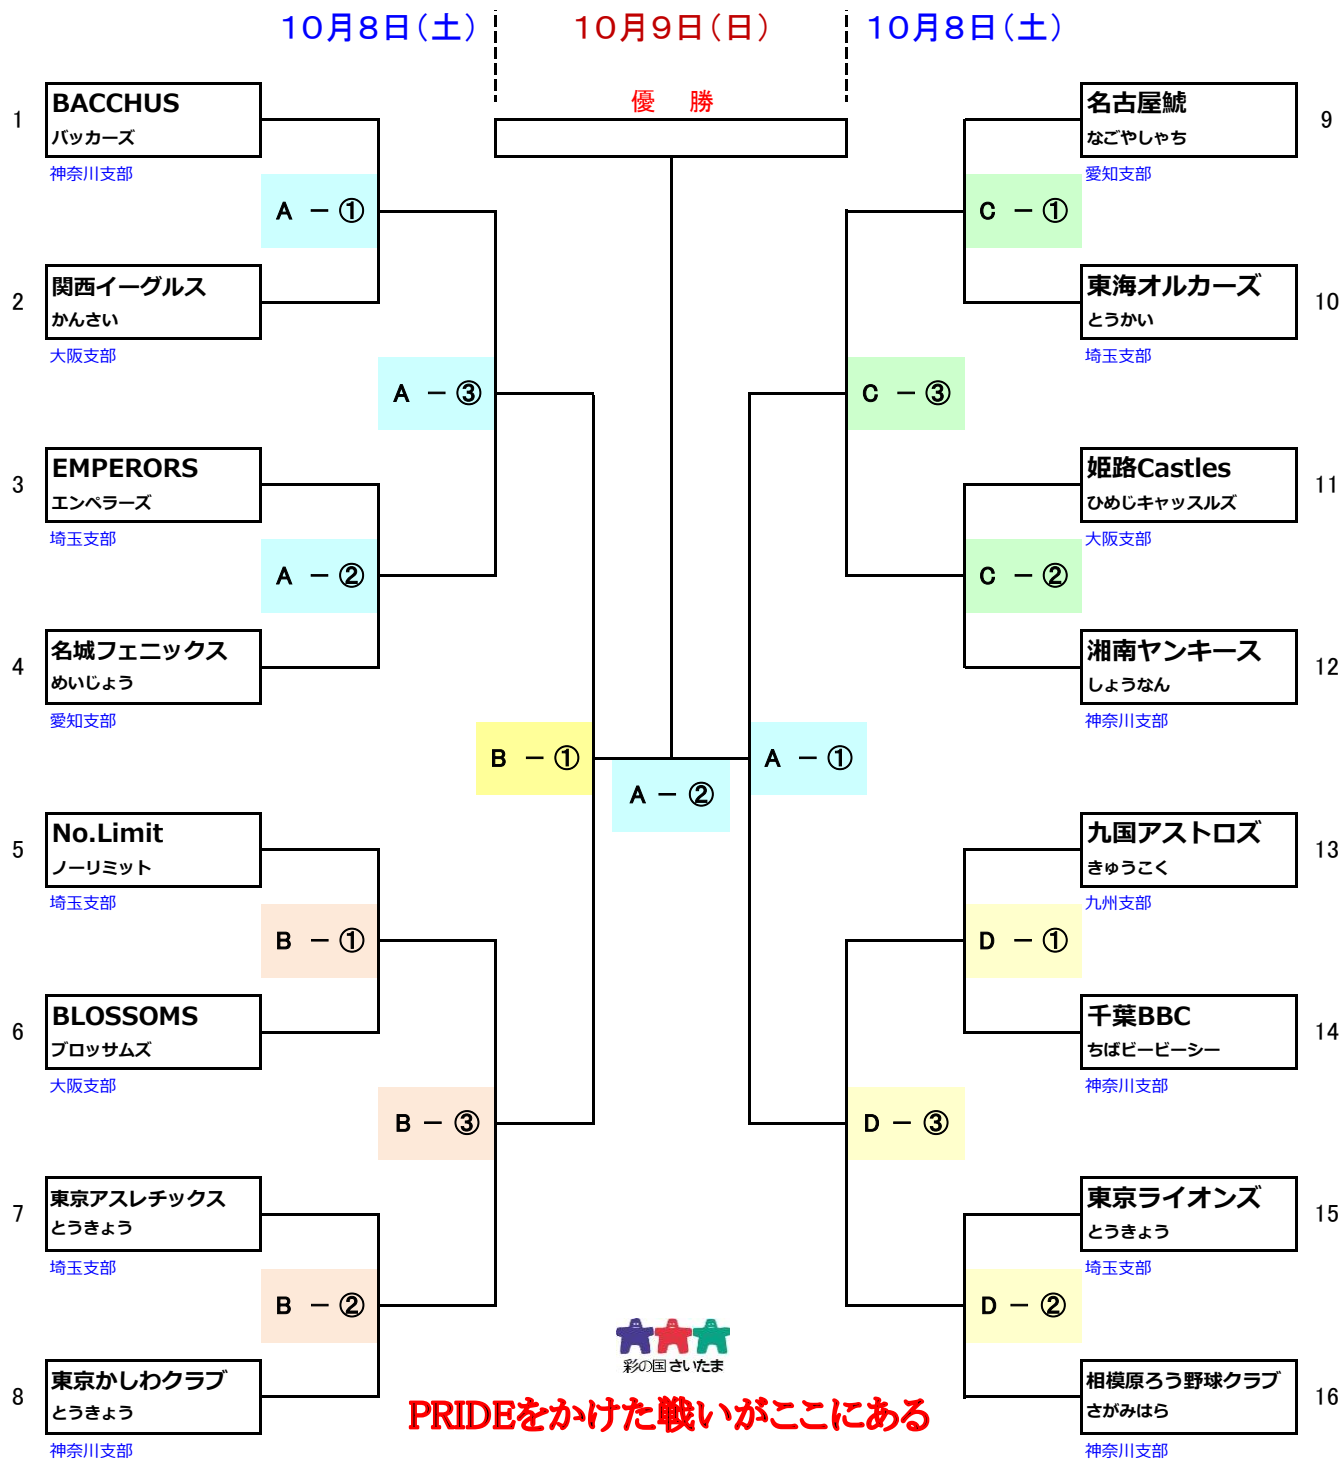 10月8日(土)
10月9日(日)
10月8日(土)
優 勝
1
BACCHUS
バッカーズ
神奈川支部
A － ①
2
関西イーグルス
かんさい
大阪支部
A － ③
3
EMPERORS
エンペラーズ
埼玉支部
A － ②
4
名城フェニックス
めいじょう
愛知支部
B － ①
5
No.Limit
ノーリミット
埼玉支部
B － ①
6
BLOSSOMS
ブロッサムズ
大阪支部
B － ③
7
東京アスレチックス
とうきょう
埼玉支部
B － ②
8
東京かしわクラブ
とうきょう
神奈川支部
A － ②
名古屋鯱
なごやしゃち
愛知支部
9
C － ①
東海オルカーズ
とうかい
埼玉支部
10
C － ③
姫路Castles
ひめじキャッスルズ
大阪支部
11
C － ②
湘南ヤンキース
しょうなん
神奈川支部
12
A － ①
九国アストロズ
きゅうこく
九州支部
13
D － ①
千葉BBC
ちばビービーシー
神奈川支部
14
D － ③
東京ライオンズ
とうきょう
埼玉支部
15
D － ②
相模原ろう野球クラブ
さがみはら
神奈川支部
16
彩の国さいたま
PRIDEをかけた戦いがここにある